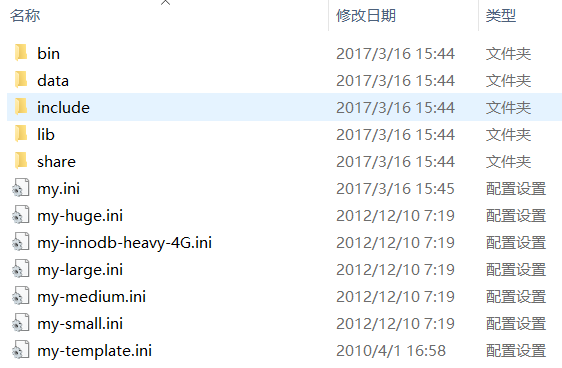 名称 修改日期 类型
bin 2017/3/16 15:44 文件夹
data 2017/3/16 15:44 文件夹
include 2017/3/16 15:44 文件夹
lib 2017/3/16 15:44 文件夹
share 2017/3/16 15:44 文件夹
my.ini 2017/3/16 15:45 配置设置
my-huge.ini 2012/12/10 7:19 配置设置
my-innodb-heavy-4G.ini 2012/12/10 7:19 配置设置
my-large.ini 2012/12/10 7:19 配置设置
my-medium.ini 2012/12/10 7:19 配置设置
my-small.ini 2012/12/10 7:19 配置设置
my-template.ini 2010/4/1 16:58 配置设置